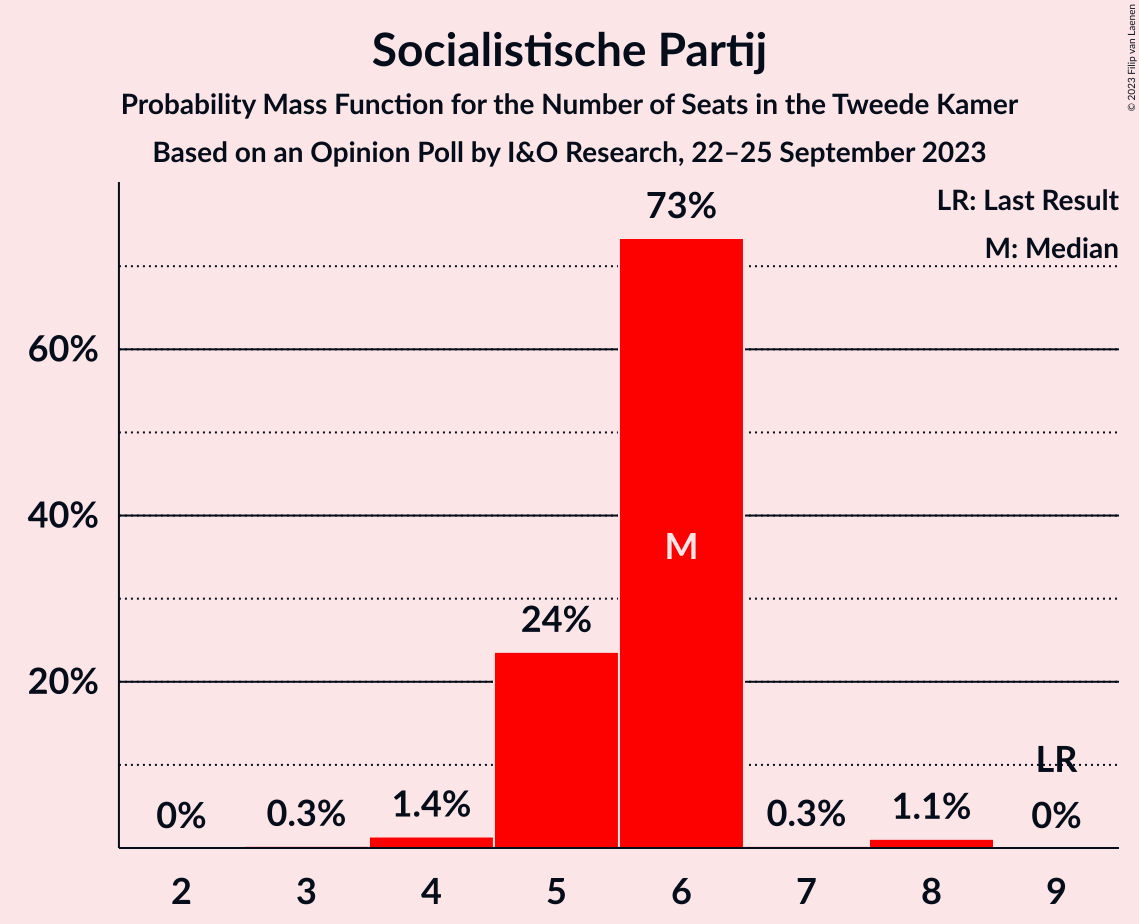 Socialistische Partij
Probability Mass Function for the Number of Seats in the Tweede Kamer
Based on an Opinion Poll by I&O Research, 22–25 September 2023
© 2023 Filip van Laenen
LR: Last Result
M: Median
60%
40%
20%
0%
0.3%
1.4%
24%
73%
M
0.3%
1.1%
LR
0%
2 3 4 5 6 7 8 9